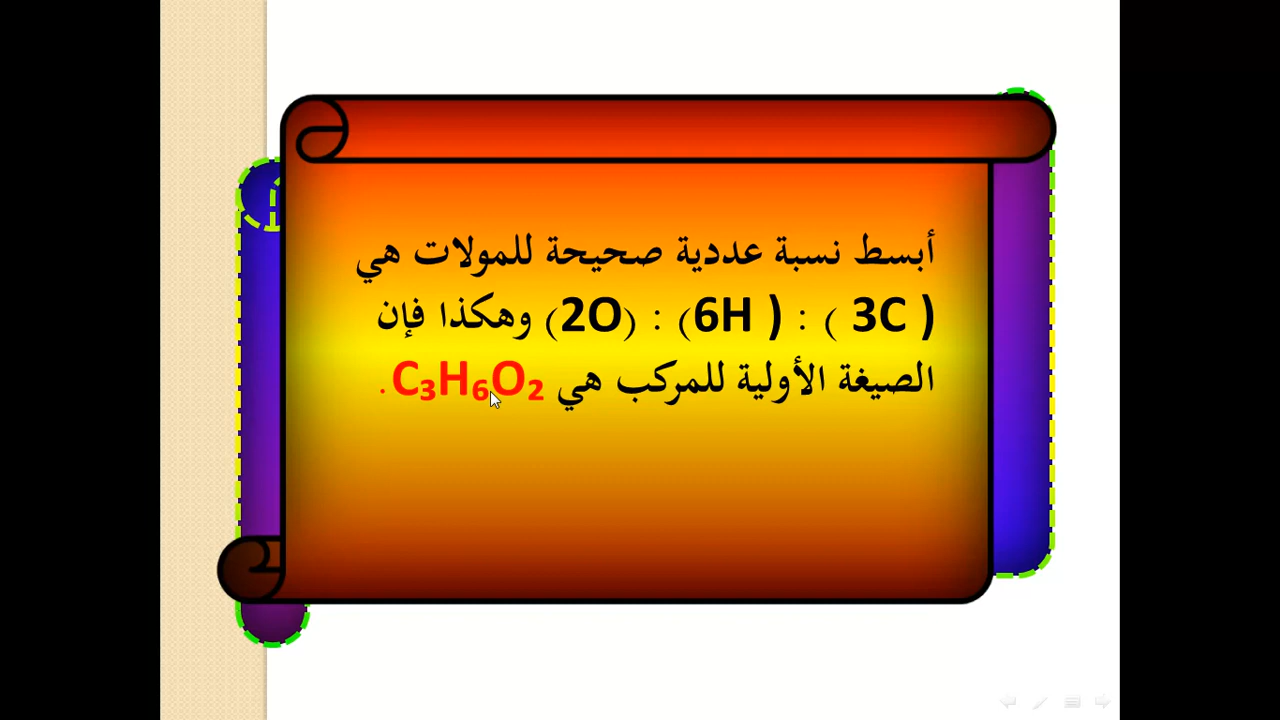 أبسط نسبة عددية صحيحة للمولات هي
( 3C ) : ( 6H) : (2O) وهكذا فإن
الصيغة الأولية للمركب هي C₃H₆O₂ .